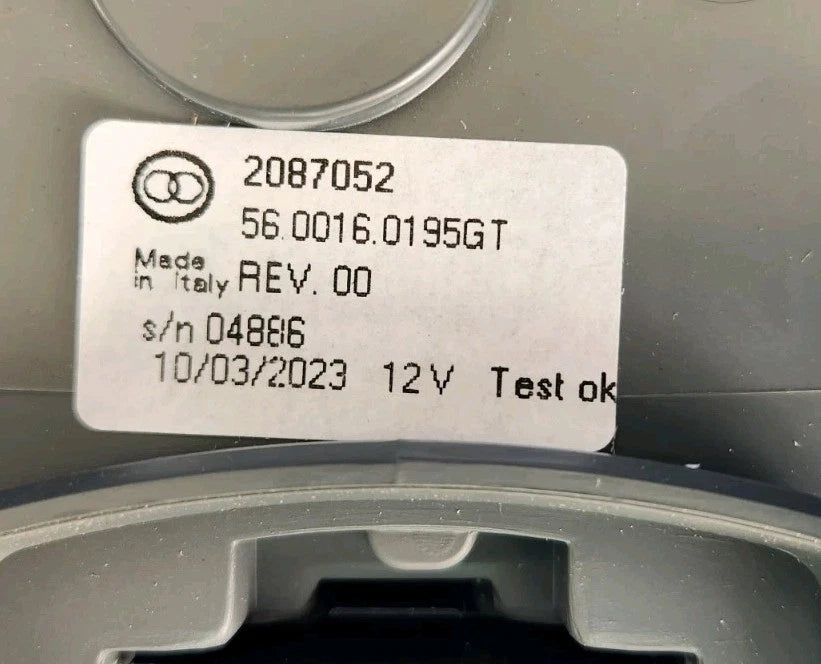 2087052
56.0016.0195GT
Made
in Italy REV. 00
s/n 04886
10/03/2023 12V Test ok